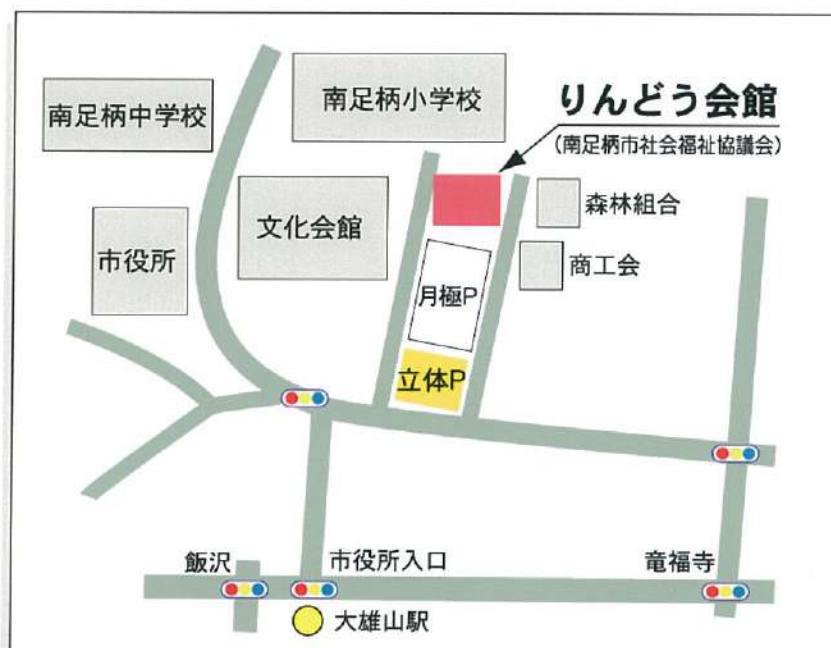 南足柄中学校
南足柄小学校
りんどう会館
(南足柄市社会福祉協議会)
市役所
文化会館
森林組合
商工会
月極P
立体P
飯沢
市役所入口
竜福寺
大雄山駅